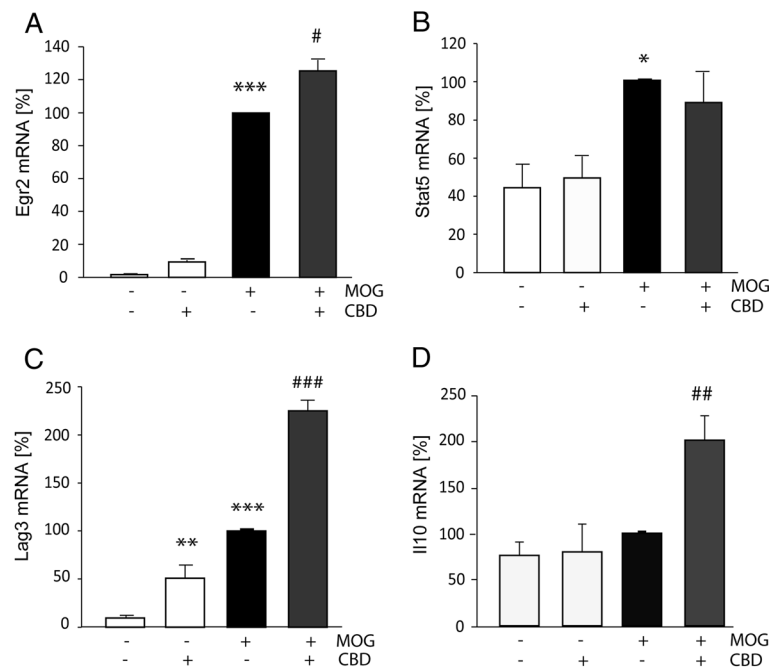 A
Egr2 mRNA [%]
140
120
100
80
60
40
20
0
***
#
- - + + MOG
- + - + CBD
B
Stat5 mRNA [%]
120
100
80
60
40
20
0
*
- - + + MOG
- + - + CBD
C
Lag3 mRNA [%]
250
200
150
100
50
0
**
***
###
- - + + MOG
- + - + CBD
D
Il10 mRNA [%]
250
200
150
100
50
0
##
- - + + MOG
- + - + CBD